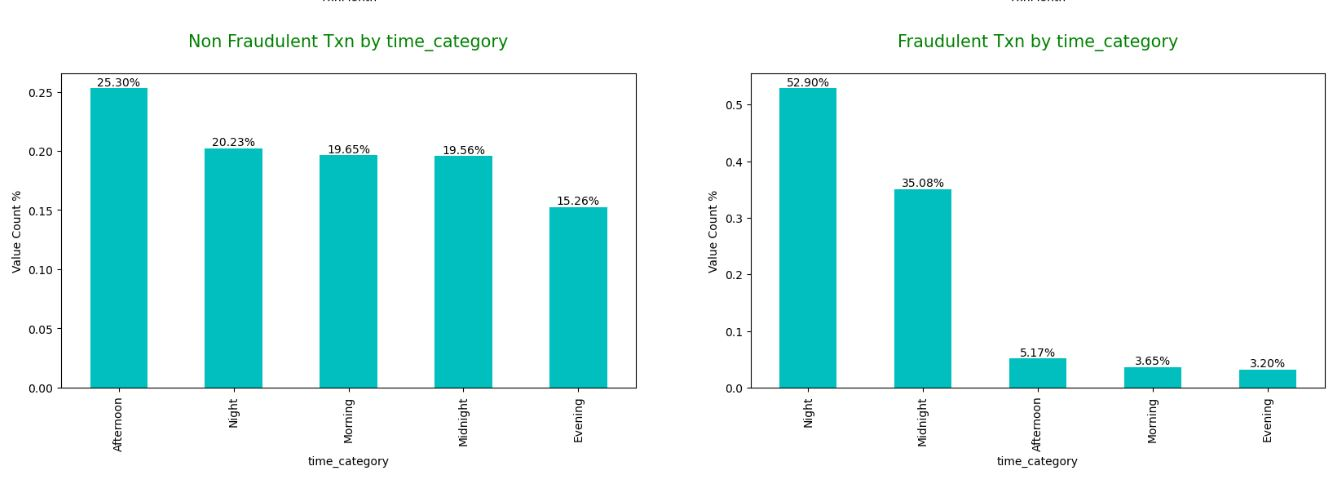 Non Fraudulent Txn by time_category
25.30%
20.23%
19.65%
19.56%
15.26%
0.25
0.20
0.15
0.10
0.05
0.00
Value Count %
Afternoon
Night
Morning
Midnight
Evening
time_category
Fraudulent Txn by time_category
52.90%
35.08%
5.17%
3.65%
3.20%
0.5
0.4
0.3
0.2
0.1
0.0
Value Count %
Night
Midnight
Afternoon
Morning
Evening
time_category